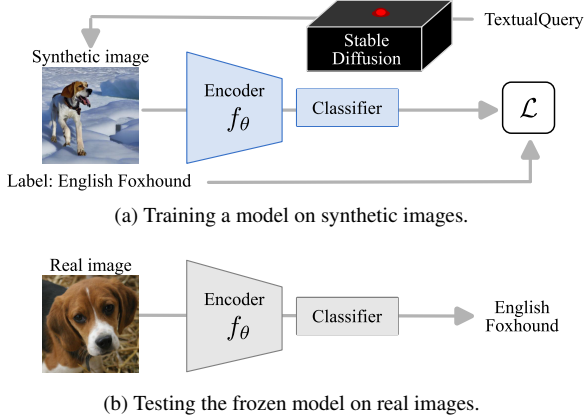 TextualQuery
Stable
Diffusion
Synthetic image
Encoder
fθ
Classifier
ℒ
Label: English Foxhound
(a) Training a model on synthetic images.
Real image
Encoder
fθ
Classifier
English
Foxhound
(b) Testing the frozen model on real images.